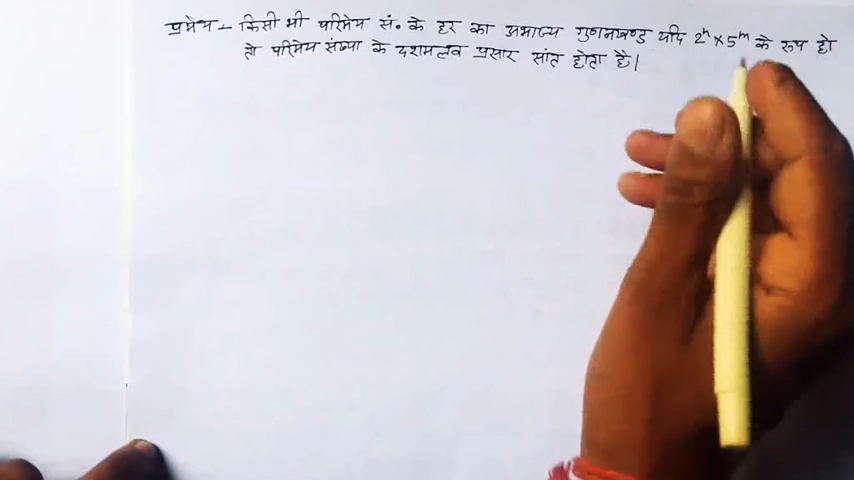 प्रमेय - किसी भी परिमेय सं० के हर का अभाज्य गुणनखण्ड यदि 2ⁿ × 5ᵐ के रूप हो
तो परिमेय संख्या के दशमलव प्रसार सांत होता है।